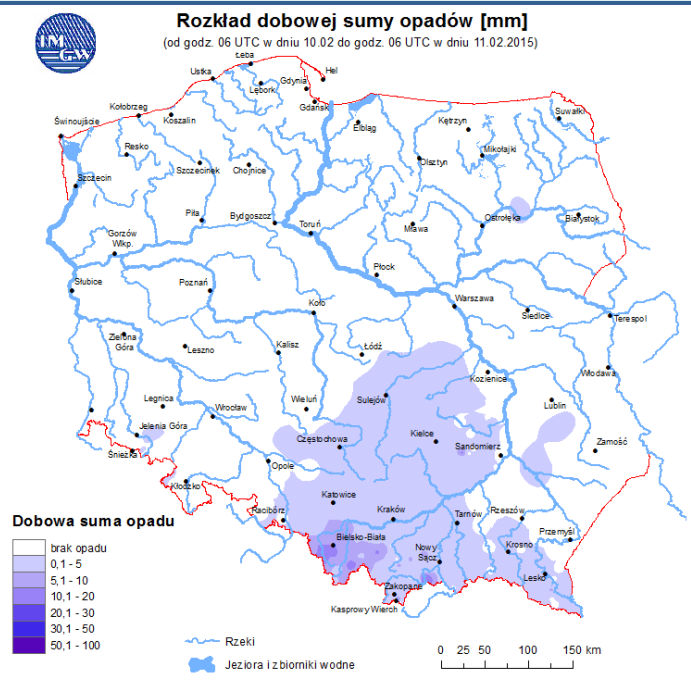 IM
GW
Rozkład dobowej sumy opadów [mm]
(od godz. 06 UTC w dniu 10.02 do godz. 06 UTC w dniu 11.02.2015)
Łeba
Hel
Ustka
Gdynia
Lębork
Gdańsk
Kołobrzeg
Koszalin
Świnoujście
Elbląg
Kętrzyn
Suwałki
Resko
Mikołajki
Szczecinek
Chojnice
Olsztyn
Szczecin
Piła
Bydgoszcz
Toruń
Mława
Ostrołęka
Białystok
Gorzów
Wlkp.
Płock
Słubice
Poznań
Koło
Warszawa
Siedlce
Terespol
Zielona
Góra
Leszno
Kalisz
Łódź
Kozienice
Włodawa
Legnica
Wrocław
Wieluń
Sulejów
Lublin
Jelenia Góra
Częstochowa
Kielce
Sandomierz
Zamość
Śnieżka
Opole
Kłodzko
Katowice
Racibórz
Kraków
Tarnów
Rzeszów
Przemyśl
Bielsko-Biała
Nowy
Sącz
Krosno
Lesko
Zakopane
Kasprowy Wierch
Dobowa suma opadu
brak opadu
0,1 - 5
5,1 - 10
10,1 - 20
20,1 - 30
30,1 - 50
50,1 - 100
Rzeki
Jeziora i zbiorniki wodne
0 25 50 100 150 km